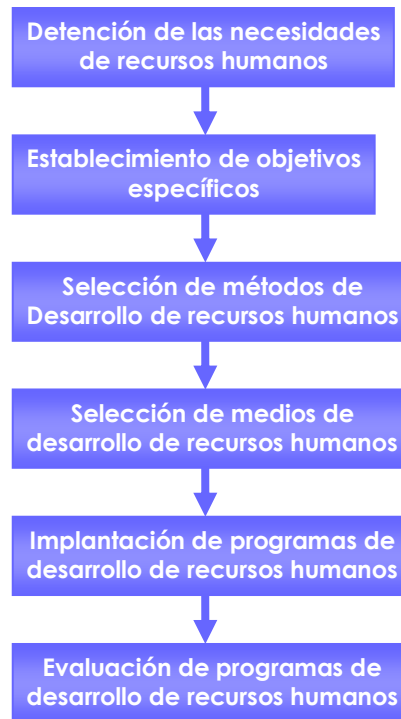 Detención de las necesidades
de recursos humanos
Establecimiento de objetivos
específicos
Selección de métodos de
Desarrollo de recursos humanos
Selección de medios de
desarrollo de recursos humanos
Implantación de programas de
desarrollo de recursos humanos
Evaluación de programas de
desarrollo de recursos humanos